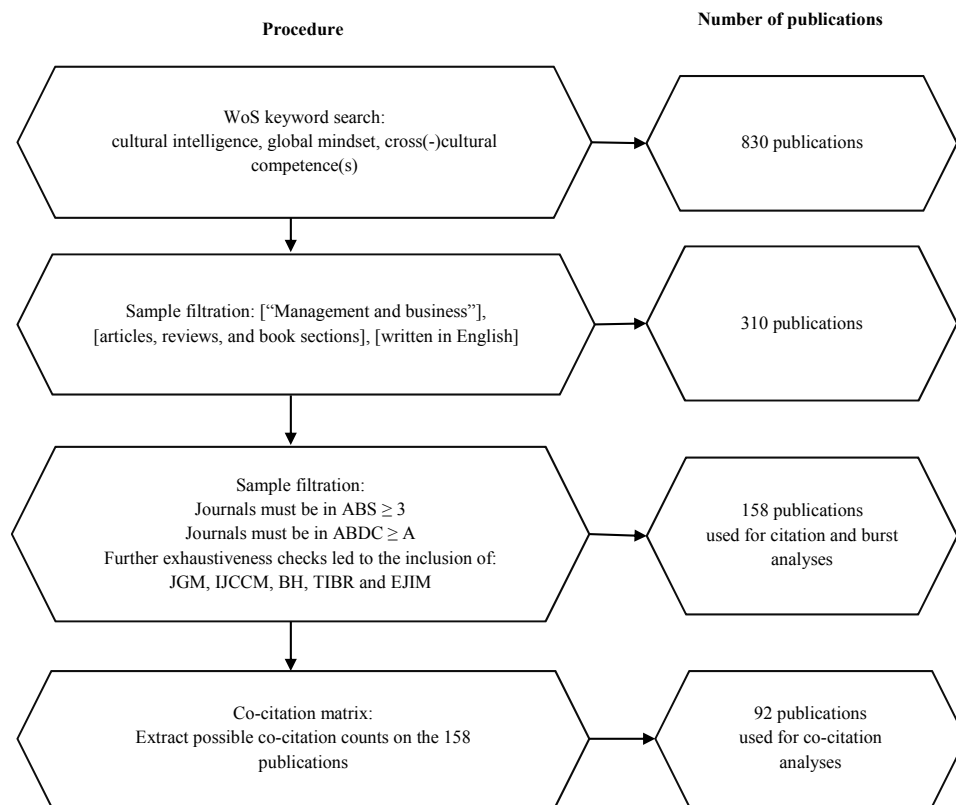 Procedure
Number of publications
WoS keyword search:
cultural intelligence, global mindset, cross(-)cultural
competence(s)
830 publications
Sample filtration: [“Management and business”],
[articles, reviews, and book sections], [written in English]
310 publications
Sample filtration:
Journals must be in ABS ≥ 3
Journals must be in ABDC ≥ A
Further exhaustiveness checks led to the inclusion of:
JGM, IJCCM, BH, TIBR and EJIM
158 publications
used for citation and burst
analyses
Co-citation matrix:
Extract possible co-citation counts on the 158
publications
92 publications
used for co-citation
analyses